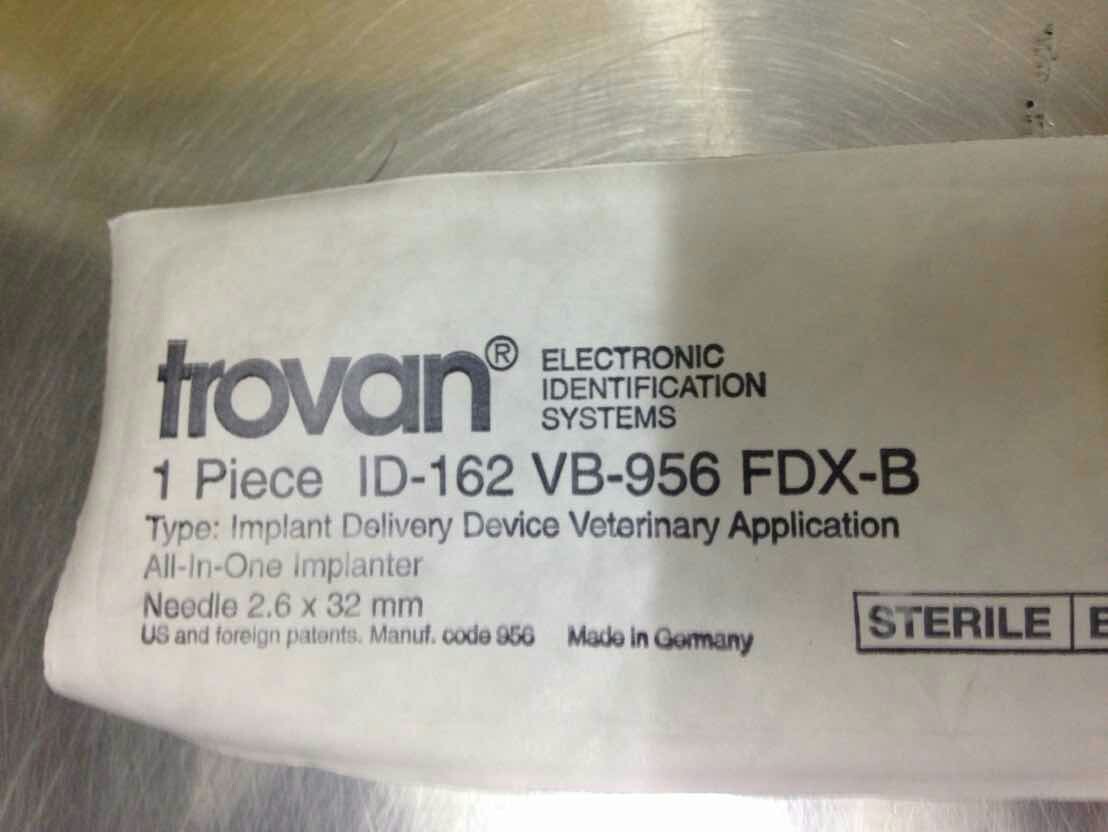 trovan® ELECTRONIC
IDENTIFICATION
SYSTEMS
1 Piece ID-162 VB-956 FDX-B
Type: Implant Delivery Device Veterinary Application
All-In-One Implanter
Needle 2.6 x 32 mm
US and foreign patents. Manuf. code 956 Made in Germany
STERILE E